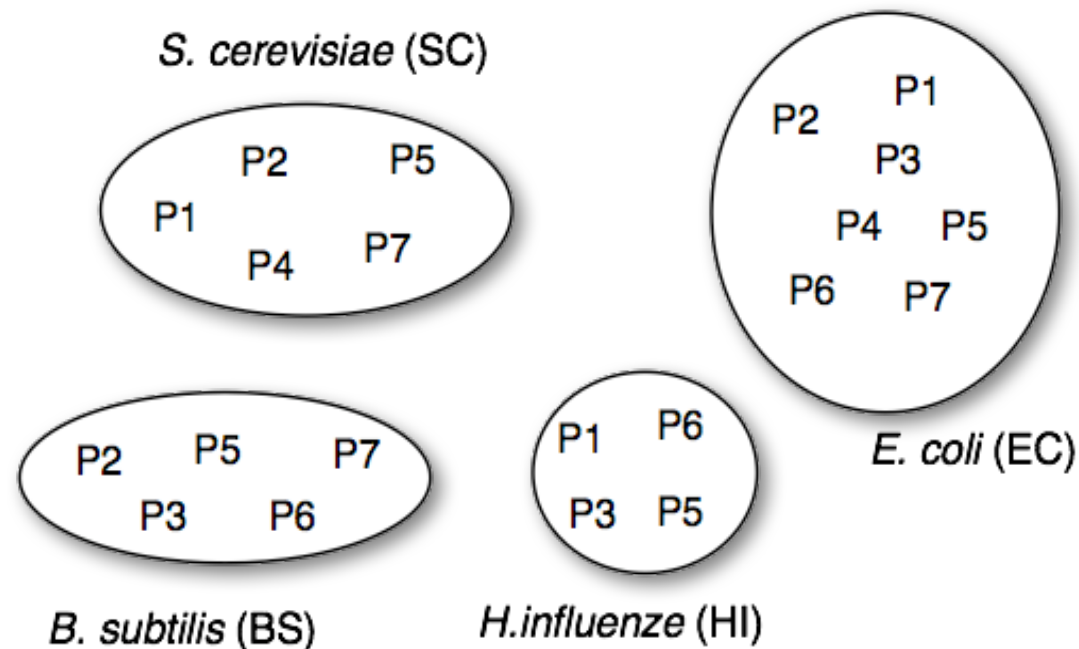 S. cerevisiae (SC)
P2 P5
P1
P4 P7
P1
P2
P3
P4 P5
P6 P7
E. coli (EC)
P2 P5 P7
P3 P6
B. subtilis (BS)
P1 P6
P3 P5
H.influenze (HI)